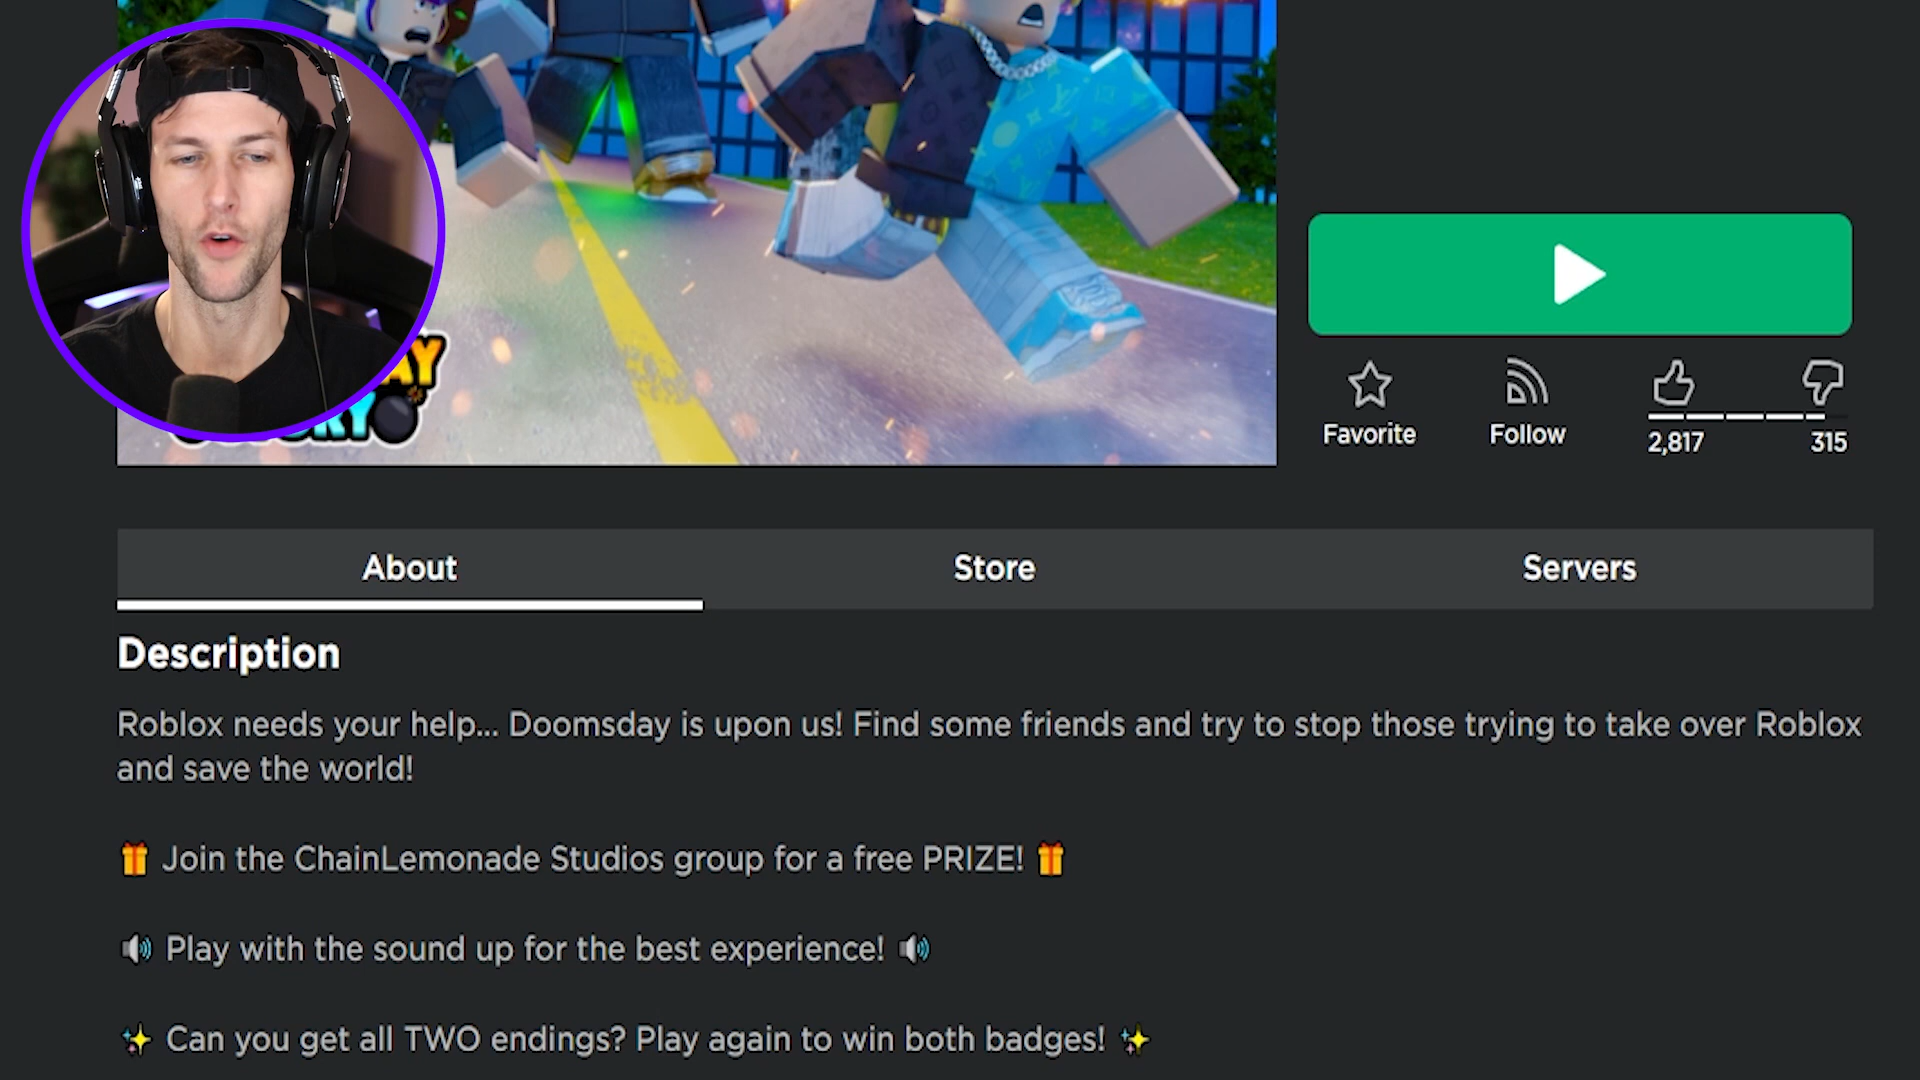 Favorite
Follow
2,817
315
About
Store
Servers
Description
Roblox needs your help... Doomsday is upon us! Find some friends and try to stop those trying to take over Roblox
and save the world!
Join the ChainLemonade Studios group for a free PRIZE!
Play with the sound up for the best experience!
Can you get all TWO endings? Play again to win both badges!